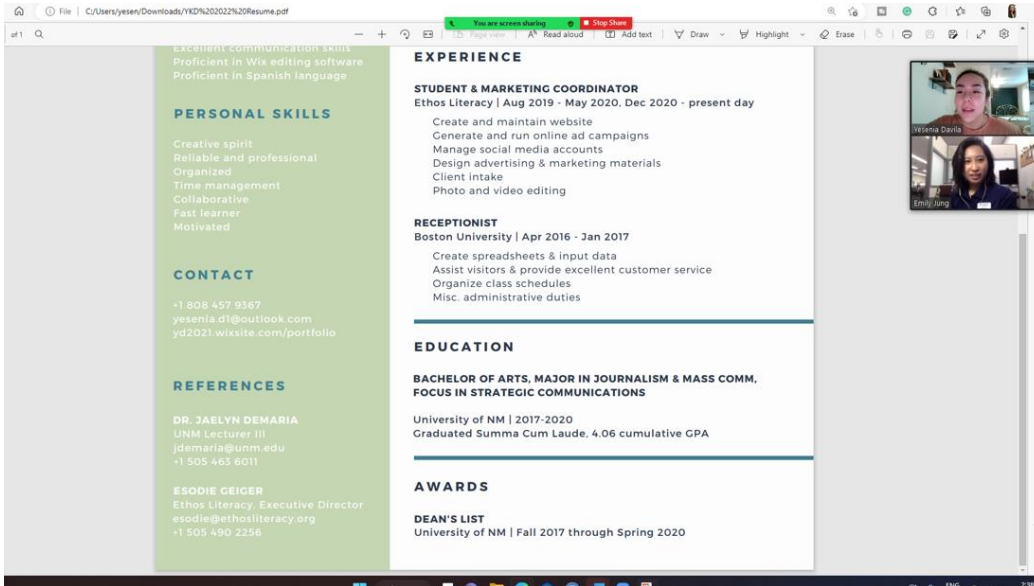 File
C:/Users/yesen/Downloads/YKD%202022%20Resume.pdf
You are screen sharing
Stop Share
of 1
Page view
Read aloud
Add text
Draw
Highlight
Erase
Excellent communication skills
Proficient in Wix editing software
Proficient in Spanish language
PERSONAL SKILLS
Creative spirit
Reliable and professional
Organized
Time management
Collaborative
Fast learner
Motivated
CONTACT
+1 808 457 9367
yesenia.d1@outlook.com
yd2021.wixsite.com/portfolio
REFERENCES
DR. JAELYN DEMARIA
UNM Lecturer III
jdemaria@unm.edu
+1 505 463 6011
ESODIE GEIGER
Ethos Literacy, Executive Director
esodie@ethosliteracy.org
+1 505 490 2256
EXPERIENCE
STUDENT & MARKETING COORDINATOR
Ethos Literacy | Aug 2019 - May 2020, Dec 2020 - present day
Create and maintain website
Generate and run online ad campaigns
Manage social media accounts
Design advertising & marketing materials
Client intake
Photo and video editing
RECEPTIONIST
Boston University | Apr 2016 - Jan 2017
Create spreadsheets & input data
Assist visitors & provide excellent customer service
Organize class schedules
Misc. administrative duties
EDUCATION
BACHELOR OF ARTS, MAJOR IN JOURNALISM & MASS COMM,
FOCUS IN STRATEGIC COMMUNICATIONS
University of NM | 2017-2020
Graduated Summa Cum Laude, 4.06 cumulative GPA
AWARDS
DEAN'S LIST
University of NM | Fall 2017 through Spring 2020
Yesenia Davila
Emily Jung
ENG